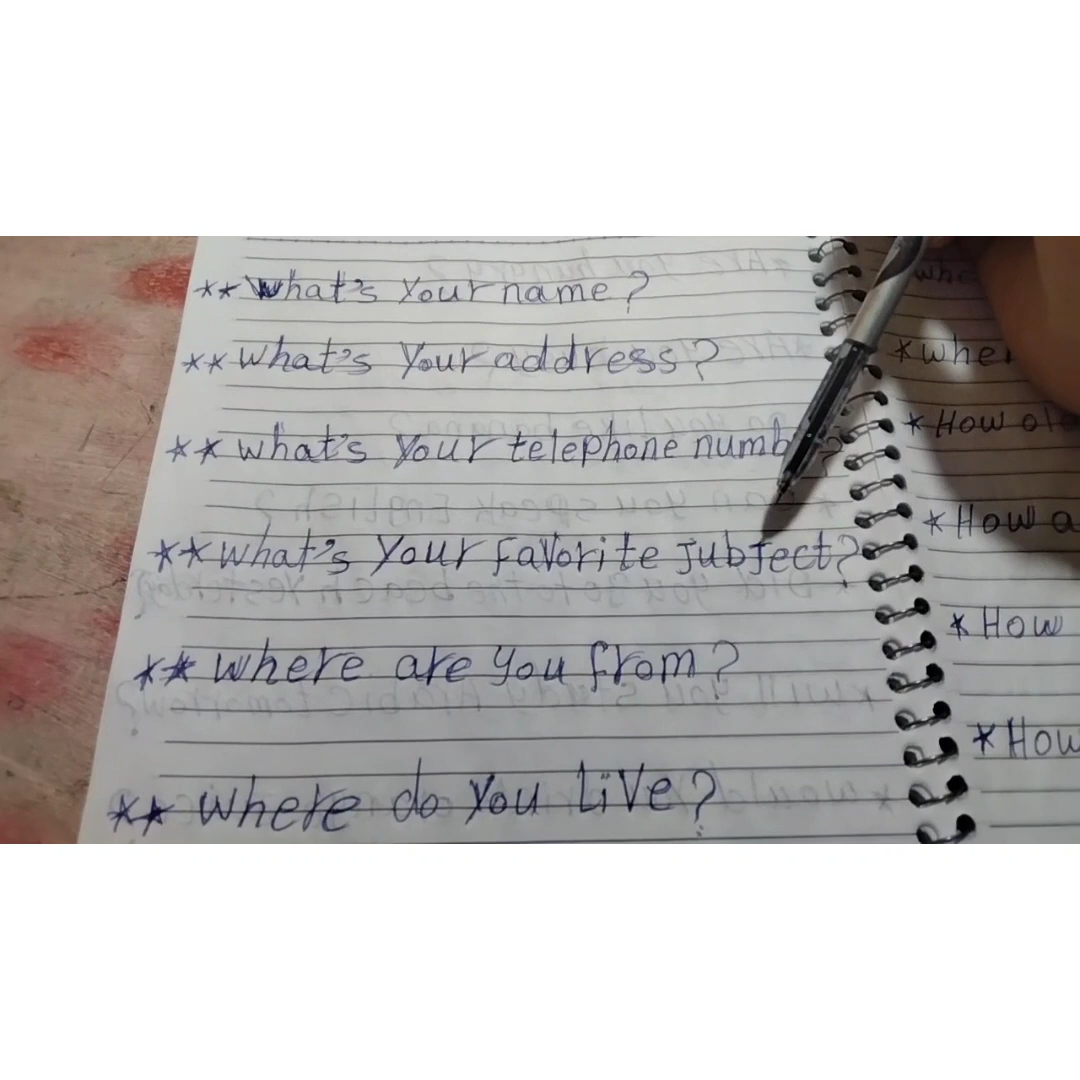 ** What's your name?
** what's your address?
** what's your telephone numb ?
** what's your favorite subject?
** where are you from?
** where do you live?
* How
* How a
* How
* How